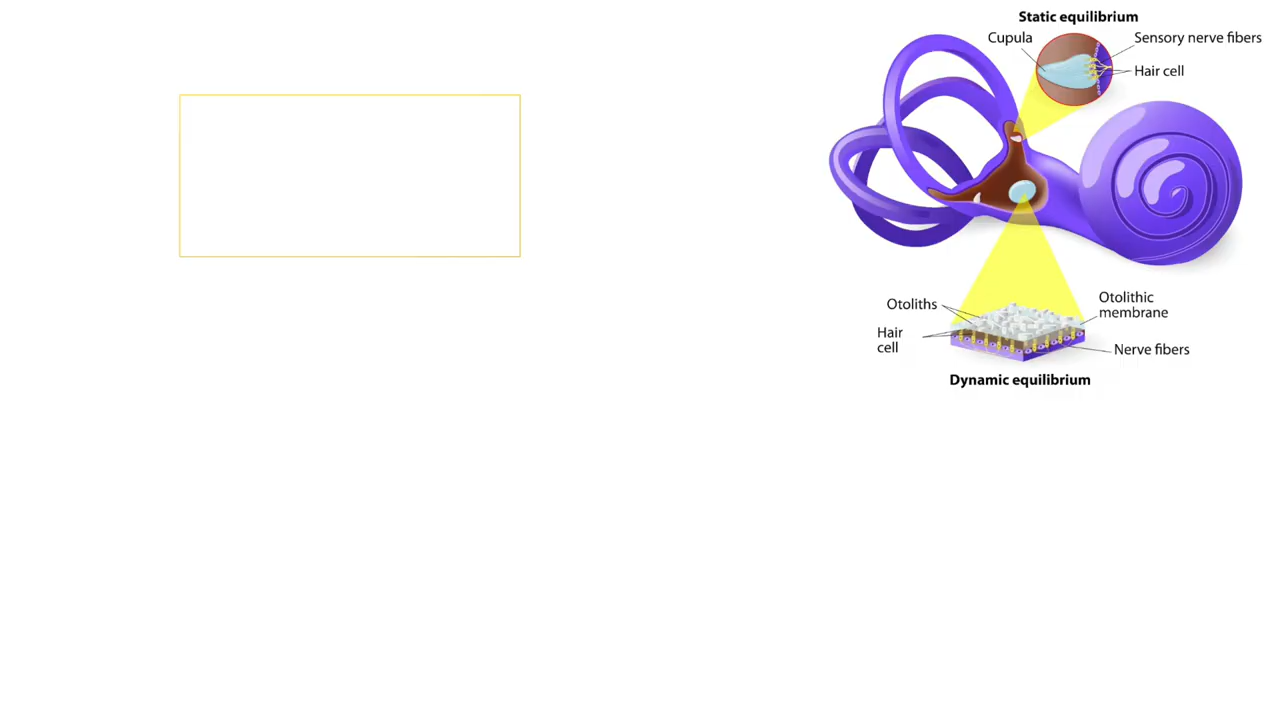 Static equilibrium
Cupula
Sensory nerve fibers
Hair cell
Otoliths
Otolithic
membrane
Hair
cell
Nerve fibers
Dynamic equilibrium